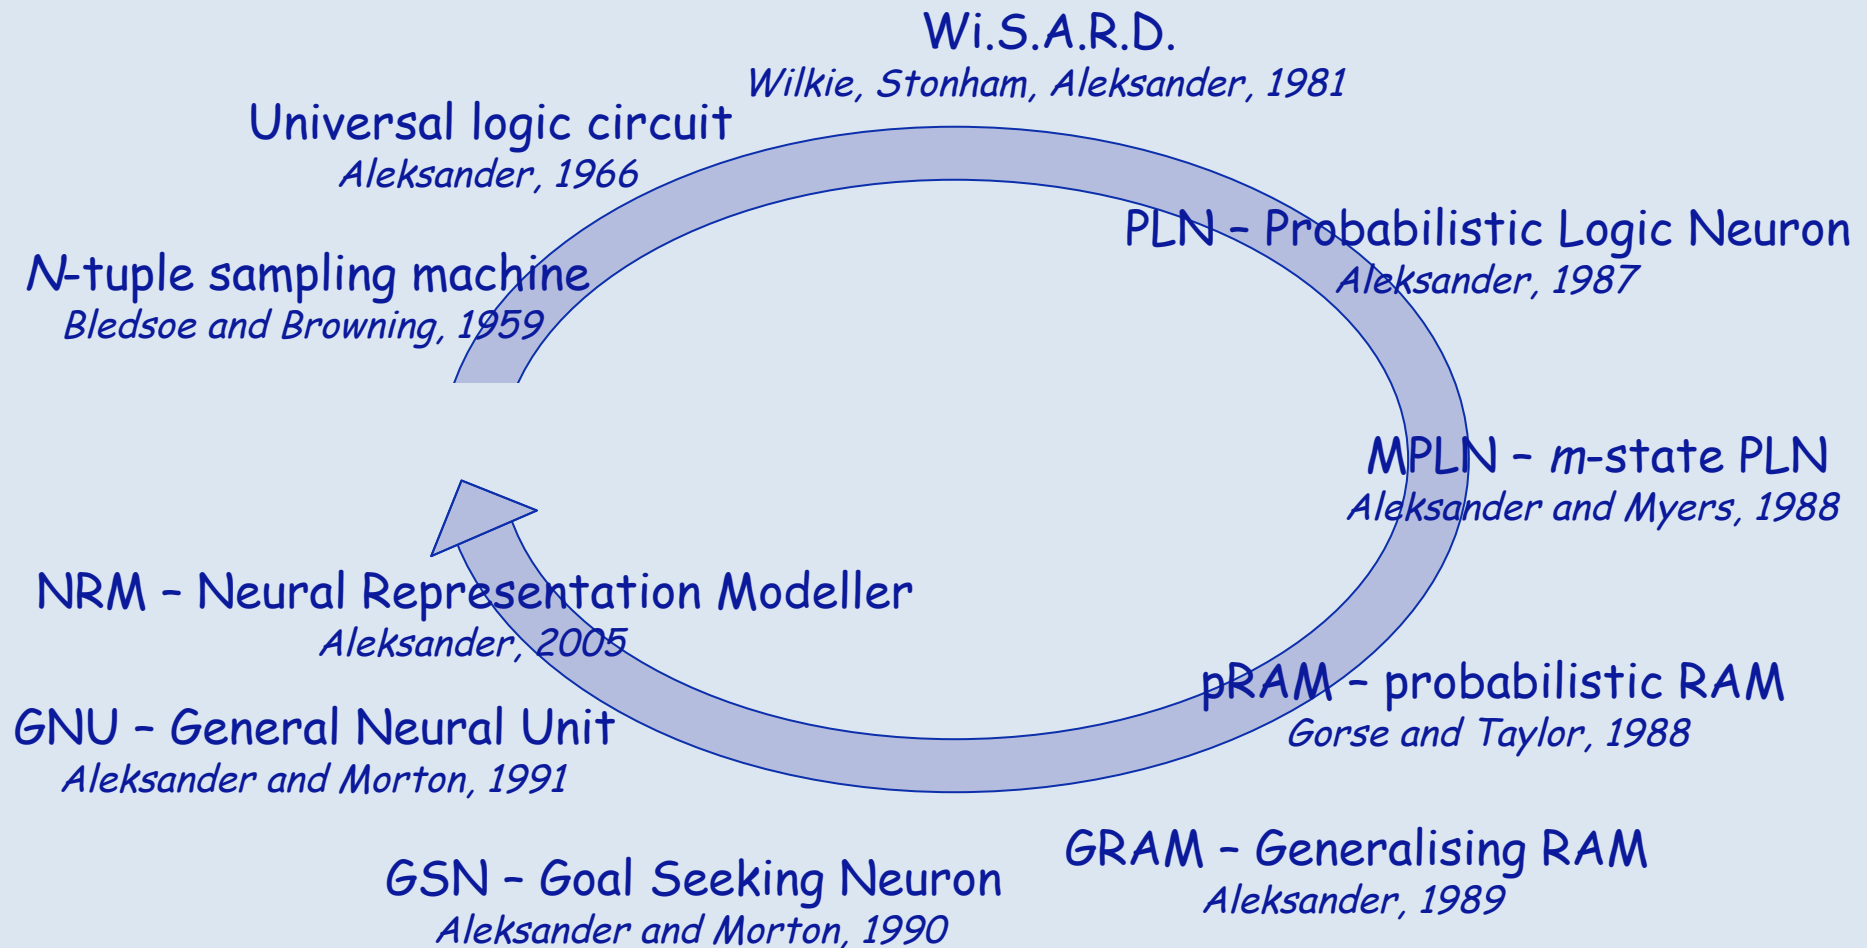 Wi.S.A.R.D.
Wilkie, Stonham, Aleksander, 1981
Universal logic circuit
Aleksander, 1966
N-tuple sampling machine
Bledsoe and Browning, 1959
PLN – Probabilistic Logic Neuron
Aleksander, 1987
MPLN – m-state PLN
Aleksander and Myers, 1988
NRM – Neural Representation Modeller
Aleksander, 2005
pRAM – probabilistic RAM
Gorse and Taylor, 1988
GNU – General Neural Unit
Aleksander and Morton, 1991
GRAM – Generalising RAM
Aleksander, 1989
GSN – Goal Seeking Neuron
Aleksander and Morton, 1990